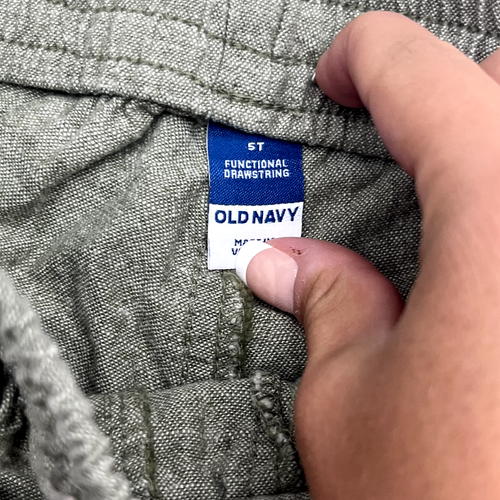 5T
FUNCTIONAL
DRAWSTRING
OLD NAVY